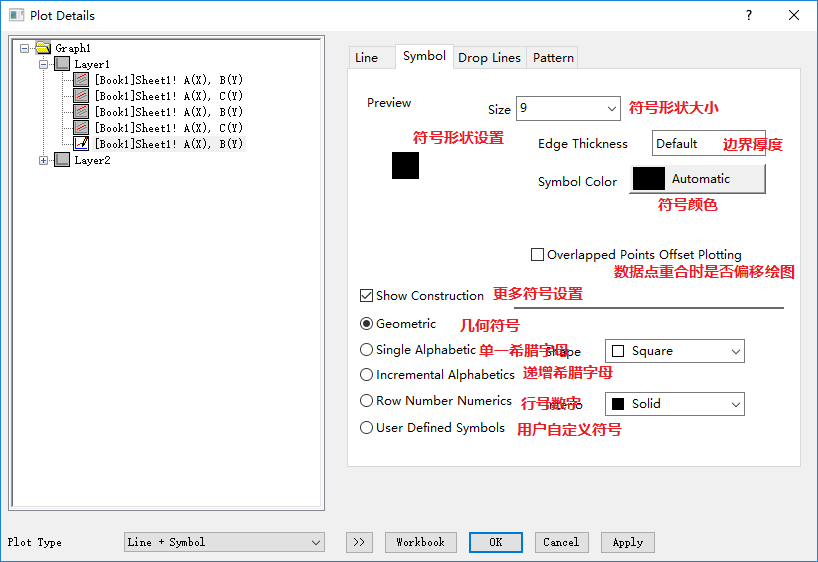 Plot Details
?
Graph1
Layer1
[Book1]Sheet1! A(X), B(Y)
[Book1]Sheet1! A(X), C(Y)
[Book1]Sheet1! A(X), B(Y)
[Book1]Sheet1! A(X), C(Y)
[Book1]Sheet1! A(X), B(Y)
Layer2
Line Symbol Drop Lines Pattern
Preview
Size 9 符号形状大小
符号形状设置
Edge Thickness Default 边界厚度
Symbol Color Automatic
符号颜色
Overlapped Points Offset Plotting
数据点重合时是否偏移绘图
Show Construction 更多符号设置
Geometric 几何符号
Single Alphabetic 单一希腊字母 Square
Incremental Alphabetics 递增希腊字母
Row Number Numerics 行号数字 Solid
User Defined Symbols 用户自定义符号
Plot Type Line + Symbol >> Workbook OK Cancel Apply